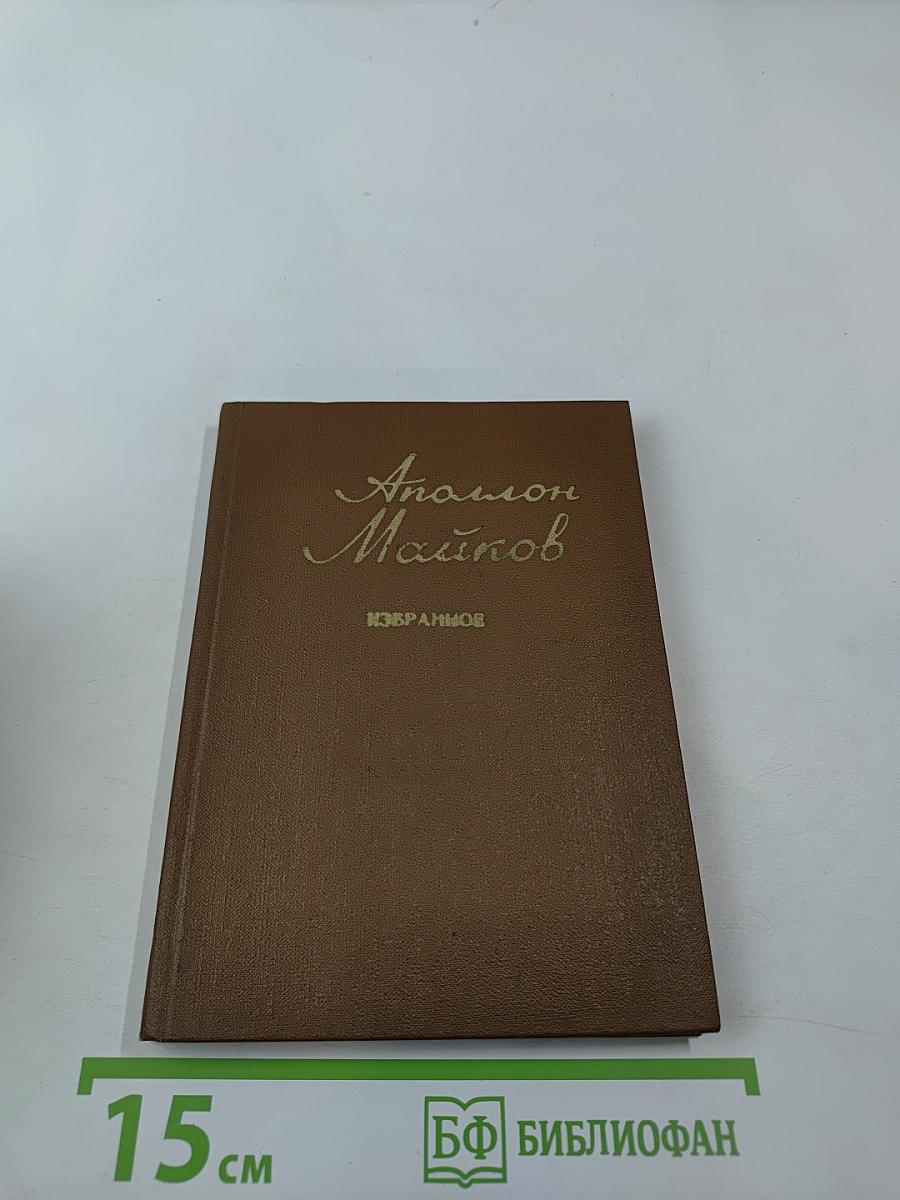 Аполлон
Майков
ИЗБРАННОЕ
15 см
БФ БИБЛИОФАН